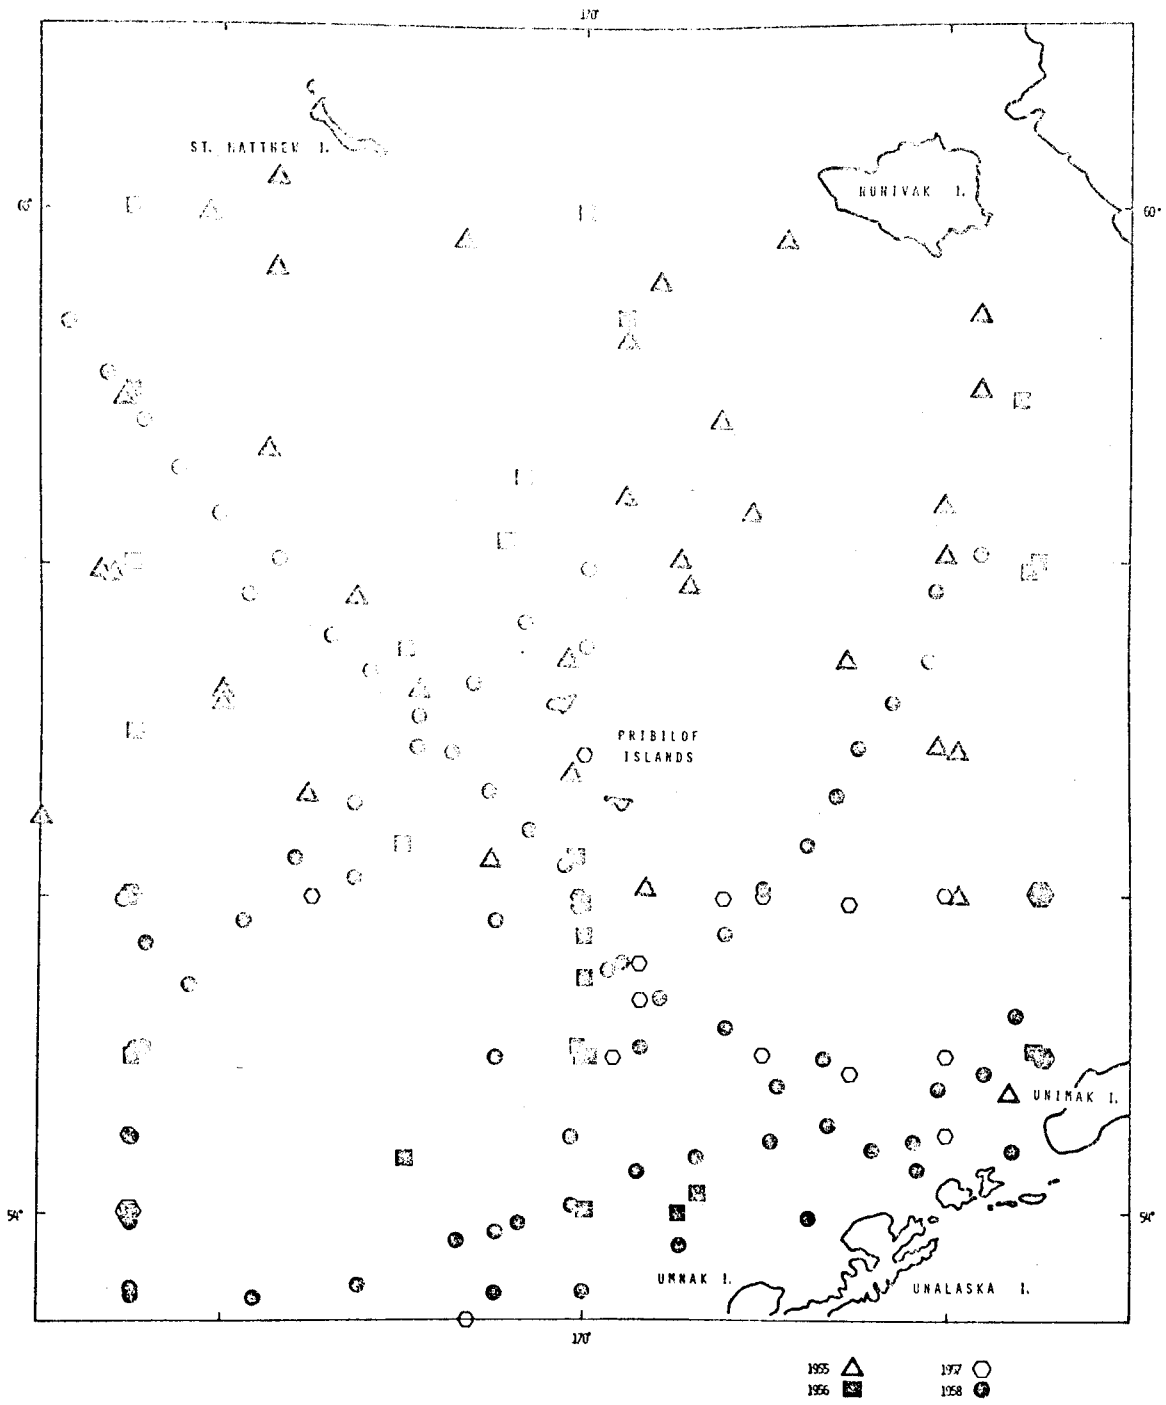 170°
ST. MATTHEW I.
NUNIVAK I.
60°
60°
PRIBILOF
ISLANDS
UNIMAK I.
54°
54°
UMNAK I.
UNALASKA I.
170°
1955
1957
1956
1958